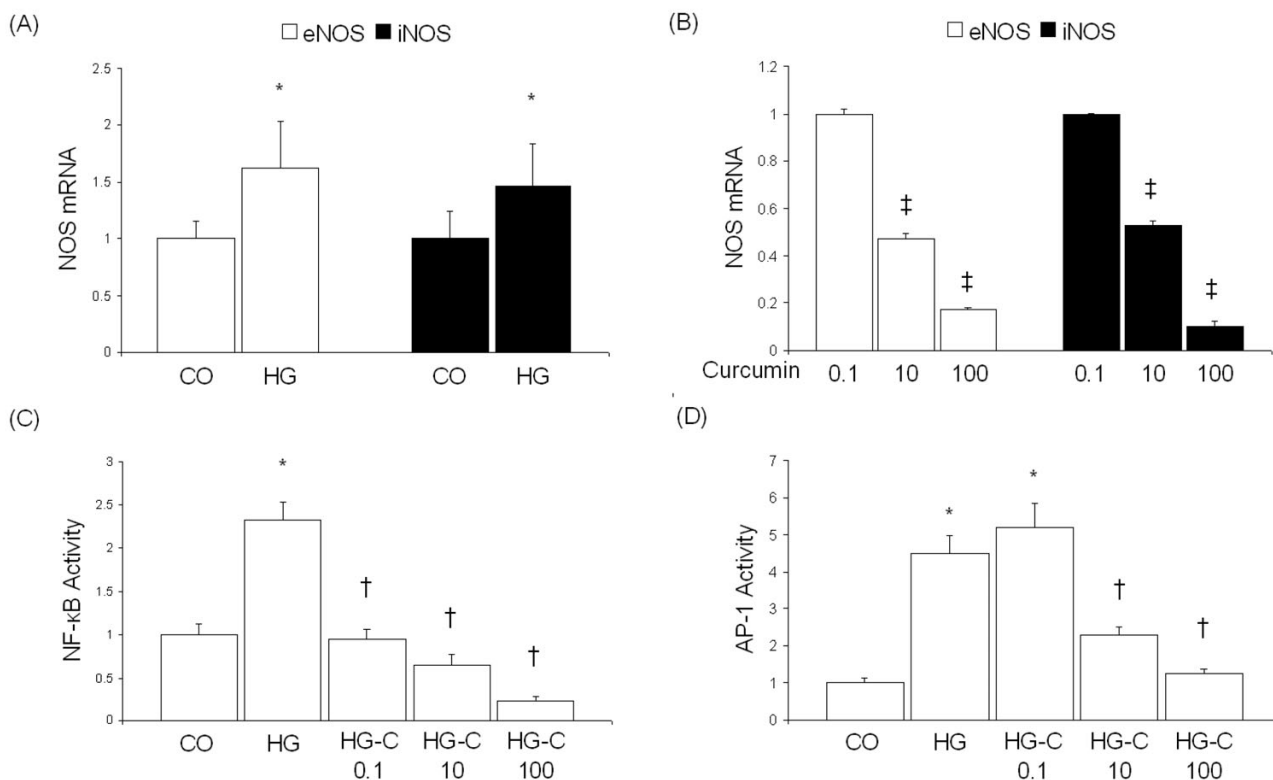 (A)
eNOS iNOS
2.5
2
1.5
1
0.5
0
NOS mRNA
*
*
CO HG CO HG
(B)
eNOS iNOS
1.2
1
0.8
0.6
0.4
0.2
0
NOS mRNA
‡
‡
‡
‡
Curcumin 0.1 10 100 0.1 10 100
(C)
3
2.5
2
1.5
1
0.5
0
NF-κB Activity
*
†
†
†
CO HG HG-C HG-C HG-C
0.1 10 100
(D)
7
6
5
4
3
2
1
0
AP-1 Activity
*
*
†
†
CO HG HG-C HG-C HG-C
0.1 10 100